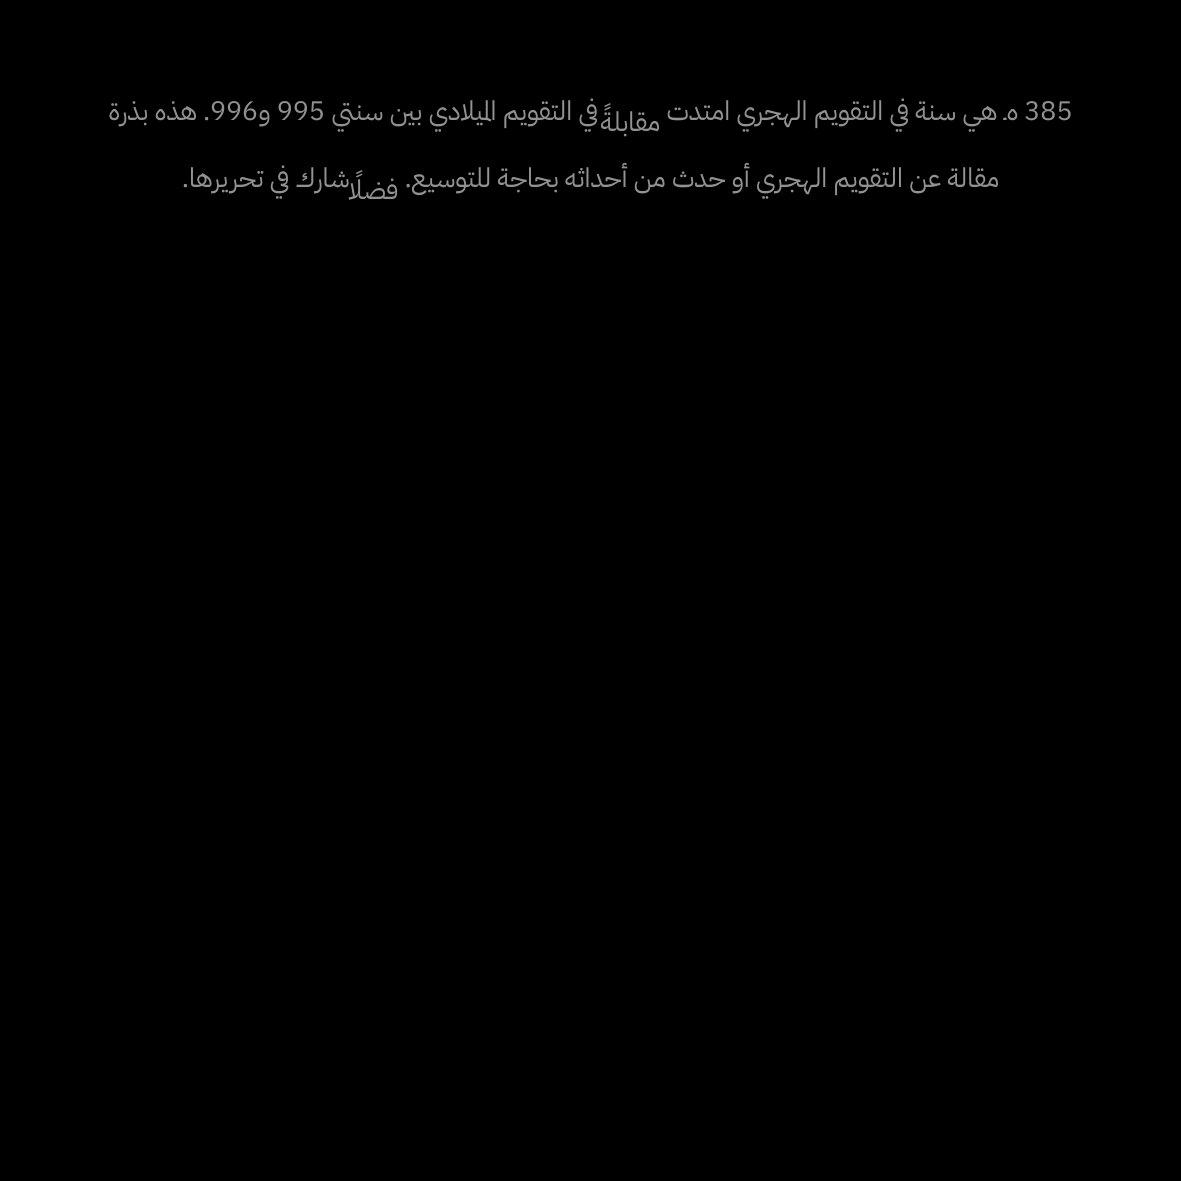 385 هـ هي سنة في التقويم الهجري امتدت مقابلةً في التقويم الميلادي بين سنتي 995 و996. هذه بذرة
مقالة عن التقويم الهجري أو حدث من أحداثه بحاجة للتوسيع. فضلًا شارك في تحريرها.